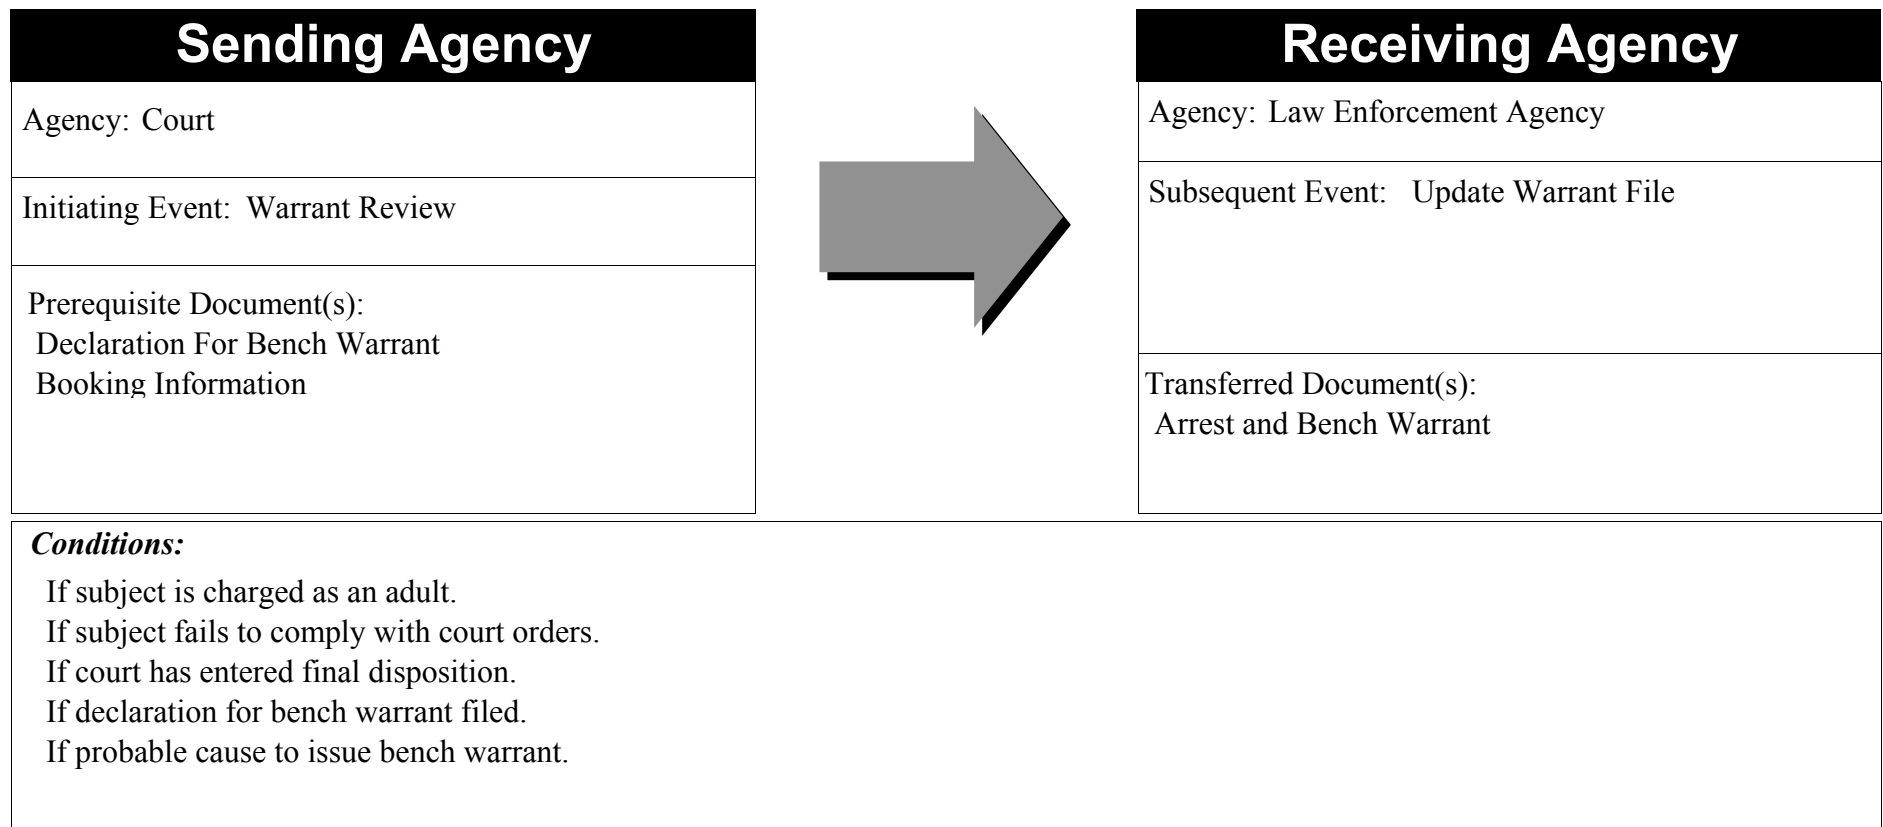 Sending Agency
Agency: Court
Initiating Event: Warrant Review
Prerequisite Document(s):
Declaration For Bench Warrant
Booking Information
Receiving Agency
Agency: Law Enforcement Agency
Subsequent Event: Update Warrant File
Transferred Document(s):
Arrest and Bench Warrant
Conditions:
If subject is charged as an adult.
If subject fails to comply with court orders.
If court has entered final disposition.
If declaration for bench warrant filed.
If probable cause to issue bench warrant.